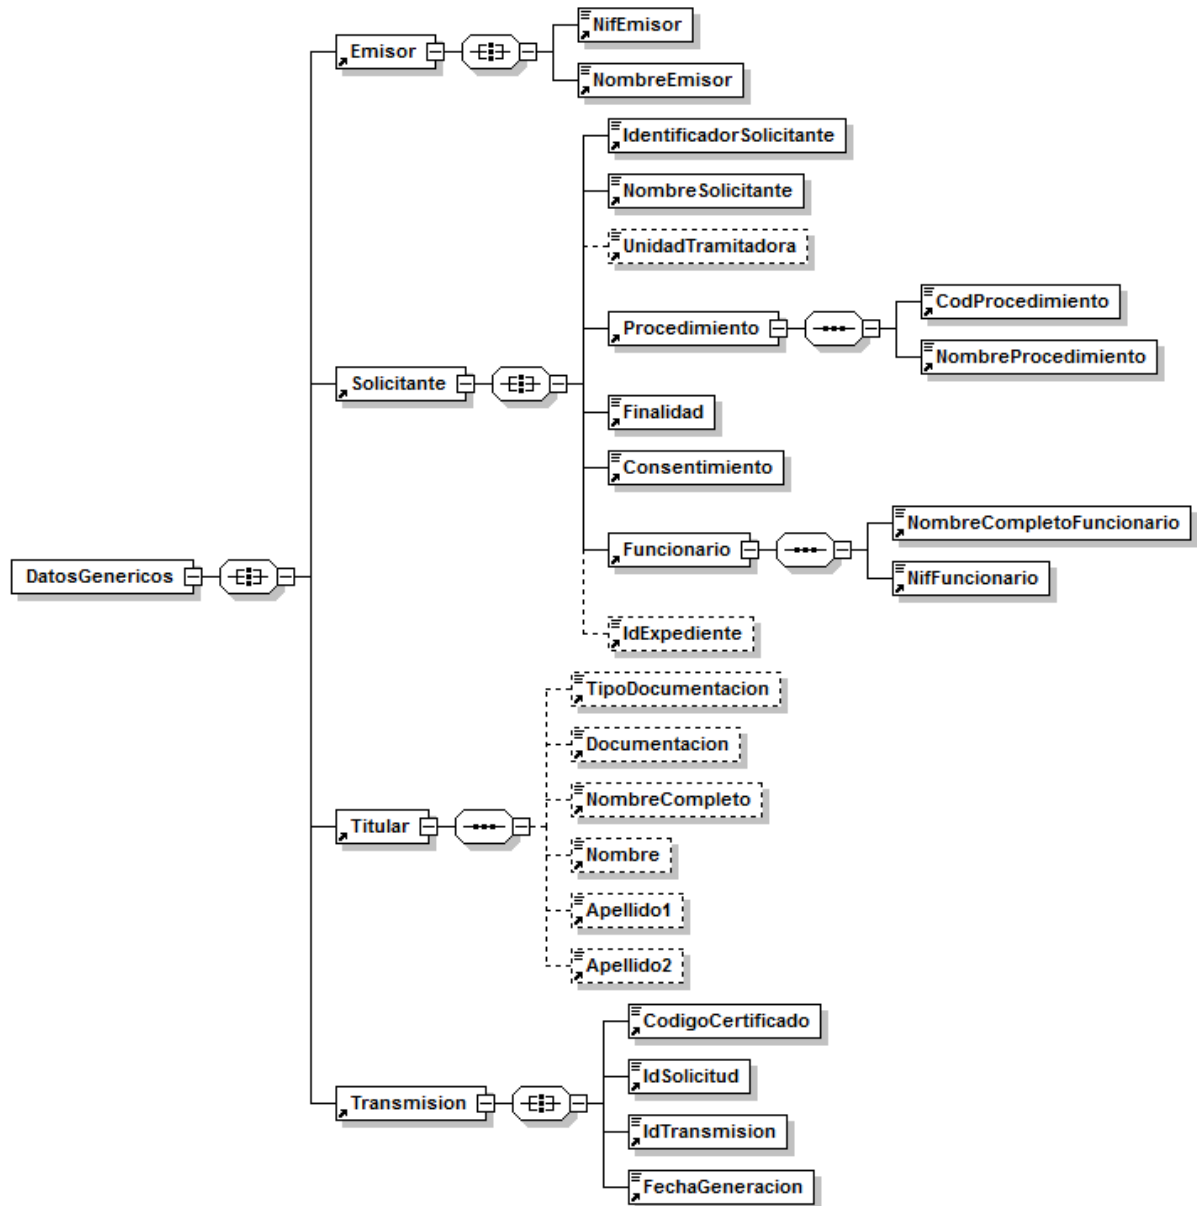 NifEmisor
Emisor
NombreEmisor
IdentificadorSolicitante
NombreSolicitante
UnidadTramitadora
CodProcedimiento
Procedimiento
NombreProcedimiento
Solicitante
Finalidad
Consentimiento
NombreCompletoFuncionario
Funcionario
NifFuncionario
DatosGenericos
IdExpediente
TipoDocumentacion
Documentacion
NombreCompleto
Titular
Nombre
Apellido1
Apellido2
CodigoCertificado
IdSolicitud
Transmision
IdTransmision
FechaGeneracion